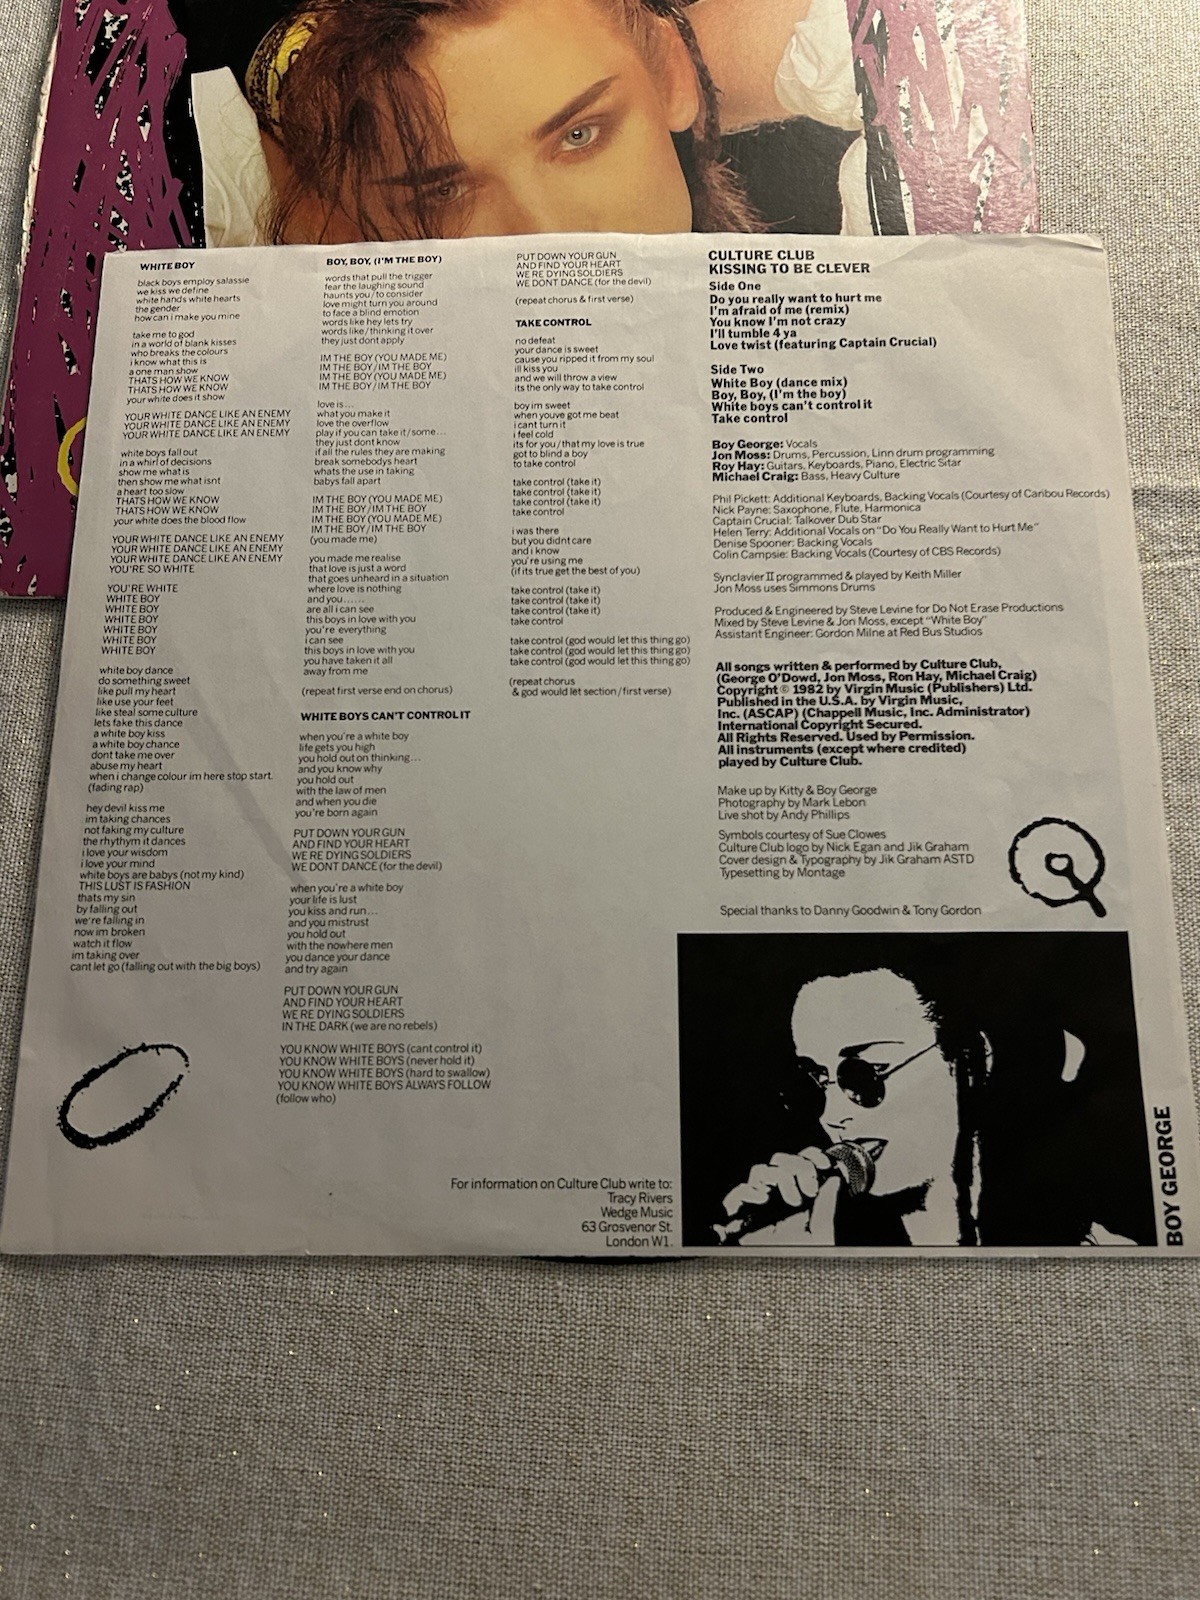 WHITE BOY
black boys employ salassie
we kiss we define
white hands white hearts
the gender
how can i make you mine
take me to god
in a world of blank kisses
who breaks the colours
i know what this is
a one man show
THATS HOW WE KNOW
THATS HOW WE KNOW
your white does it show
YOUR WHITE DANCE LIKE AN ENEMY
YOUR WHITE DANCE LIKE AN ENEMY
YOUR WHITE DANCE LIKE AN ENEMY
white boys fall out
in a whirl of decisions
show me what is
then show me what isnt
a heart too slow
THATS HOW WE KNOW
THATS HOW WE KNOW
your white does the blood flow
YOUR WHITE DANCE LIKE AN ENEMY
YOUR WHITE DANCE LIKE AN ENEMY
YOUR WHITE DANCE LIKE AN ENEMY
YOU'RE SO WHITE
YOU'RE WHITE
WHITE BOY
WHITE BOY
WHITE BOY
WHITE BOY
WHITE BOY
WHITE BOY
white boy dance
do something sweet
like pull my heart
like use your feet
like steal some culture
lets fake this dance
a white boy kiss
a white boy chance
dont take me over
abuse my heart
when i change colour im here stop start.
(fading rap)
hey devil kiss me
im taking chances
not faking my culture
the rhythym it dances
i love your wisdom
i love your mind
white boys are babys (not my kind)
THIS LUST IS FASHION
thats my sin
by falling out
we're falling in
now im broken
watch it flow
im taking over
cant let go (falling out with the big boys)
BOY, BOY, (I'M THE BOY)
words that pull the trigger
fear the laughing sound
haunts you/to consider
love might turn you around
to face a blind emotion
words like hey lets try
words like/thinking it over
they just dont apply
IM THE BOY (YOU MADE ME)
IM THE BOY/IM THE BOY
IM THE BOY (YOU MADE ME)
IM THE BOY/IM THE BOY
love is...
what you make it
love the overflow
play if you can take it/some...
they just dont know
if all the rules they are making
break somebodys heart
whats the use in taking
babys fall apart
IM THE BOY (YOU MADE ME)
IM THE BOY/IM THE BOY
IM THE BOY (YOU MADE ME)
IM THE BOY/IM THE BOY
(you made me)
you made me realise
that love is just a word
that goes unheard in a situation
where love is nothing
and you......
are all i can see
this boys in love with you
you're everything
i can see
this boys in love with you
you have taken it all
away from me
(repeat first verse end on chorus)
WHITE BOYS CAN'T CONTROL IT
when you're a white boy
life gets you high
you hold out on thinking...
and you know why
you hold out
with the law of men
and when you die
you're born again
PUT DOWN YOUR GUN
AND FIND YOUR HEART
WE RE DYING SOLDIERS
WE DONT DANCE (for the devil)
when you're a white boy
your life is lust
you kiss and run...
and you mistrust
you hold out
with the nowhere men
you dance your dance
and try again
PUT DOWN YOUR GUN
AND FIND YOUR HEART
WE RE DYING SOLDIERS
IN THE DARK (we are no rebels)
YOU KNOW WHITE BOYS (cant control it)
YOU KNOW WHITE BOYS (never hold it)
YOU KNOW WHITE BOYS (hard to swallow)
YOU KNOW WHITE BOYS ALWAYS FOLLOW
(follow who)
PUT DOWN YOUR GUN
AND FIND YOUR HEART
WE RE DYING SOLDIERS
WE DONT DANCE (for the devil)
(repeat chorus & first verse)
TAKE CONTROL
no defeat
your dance is sweet
cause you ripped it from my soul
ill kiss you
and we will throw a view
its the only way to take control
boy im sweet
when youve got me beat
i cant turn it
i feel cold
its for you/that my love is true
got to blind a boy
to take control
take control (take it)
take control (take it)
take control (take it)
take control
i was there
but you didnt care
and i know
you're using me
(if its true get the best of you)
take control (take it)
take control (take it)
take control (take it)
take control
take control (god would let this thing go)
take control (god would let this thing go)
take control (god would let this thing go)
(repeat chorus
& god would let section/first verse)
CULTURE CLUB
KISSING TO BE CLEVER
Side One
Do you really want to hurt me
I'm afraid of me (remix)
You know I'm not crazy
I'll tumble 4 ya
Love twist (featuring Captain Crucial)
Side Two
White Boy (dance mix)
Boy, Boy, (I'm the boy)
White boys can't control it
Take control
Boy George: Vocals
Jon Moss: Drums, Percussion, Linn drum programming
Roy Hay: Guitars, Keyboards, Piano, Electric Sitar
Michael Craig: Bass, Heavy Culture
Phil Pickett: Additional Keyboards, Backing Vocals (Courtesy of Caribou Records)
Nick Payne: Saxophone, Flute, Harmonica
Captain Crucial: Talkover Dub Star
Helen Terry: Additional Vocals on "Do You Really Want to Hurt Me"
Denise Spooner: Backing Vocals
Colin Campsie: Backing Vocals (Courtesy of CBS Records)
Synclavier II programmed & played by Keith Miller
Jon Moss uses Simmons Drums
Produced & Engineered by Steve Levine for Do Not Erase Productions
Mixed by Steve Levine & Jon Moss, except "White Boy"
Assistant Engineer: Gordon Milne at Red Bus Studios
All songs written & performed by Culture Club,
(George O'Dowd, Jon Moss, Ron Hay, Michael Craig)
Copyright © 1982 by Virgin Music (Publishers) Ltd.
Published in the U.S.A. by Virgin Music,
Inc. (ASCAP) (Chappell Music, Inc. Administrator)
International Copyright Secured.
All Rights Reserved. Used by Permission.
All instruments (except where credited)
played by Culture Club.
Make up by Kitty & Boy George
Photography by Mark Lebon
Live shot by Andy Phillips
Symbols courtesy of Sue Clowes
Culture Club logo by Nick Egan and Jik Graham
Cover design & Typography by Jik Graham ASTD
Typesetting by Montage
Special thanks to Danny Goodwin & Tony Gordon
For information on Culture Club write to:
Tracy Rivers
Wedge Music
63 Grosvenor St.
London W1.
BOY GEORGE